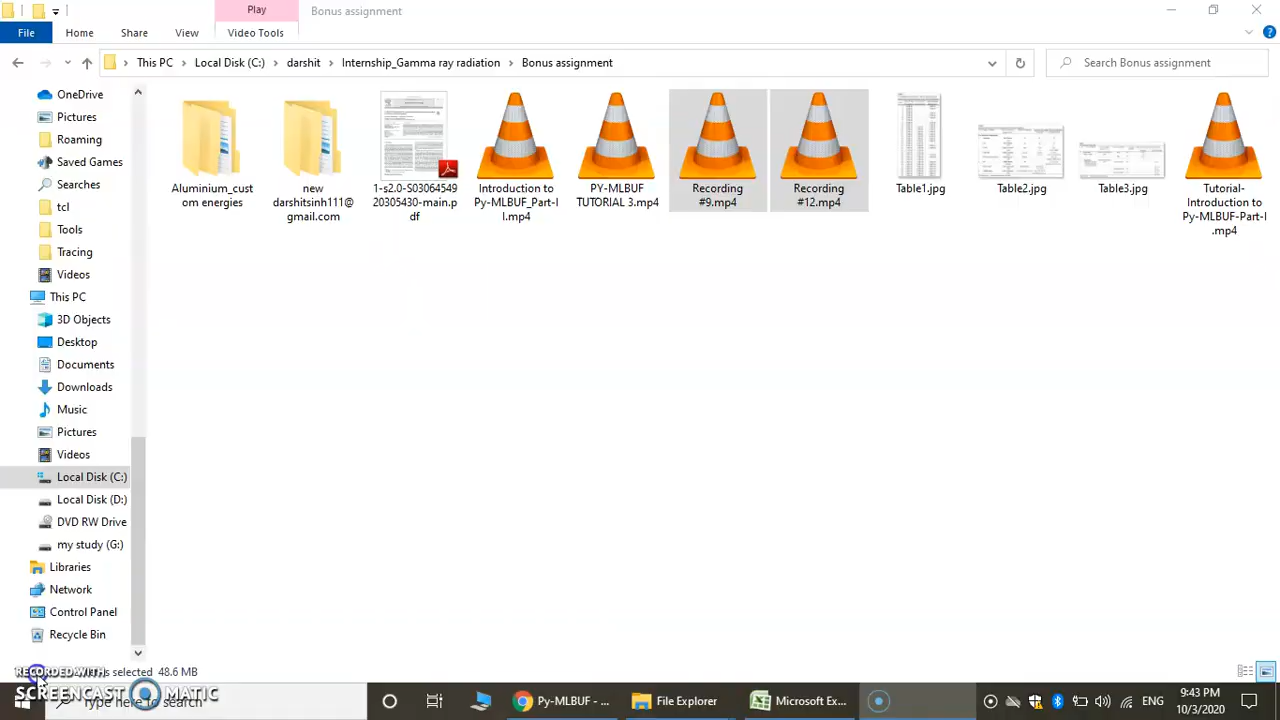 Play
Bonus assignment
File
Home
Share
View
Video Tools
This PC
Local Disk (C:)
darshit
Internship_Gamma ray radiation
Bonus assignment
Search Bonus assignment
OneDrive
Pictures
Roaming
Saved Games
Searches
tcl
Tools
Tracing
Videos
This PC
3D Objects
Desktop
Documents
Downloads
Music
Pictures
Videos
Local Disk (C:)
Local Disk (D:)
DVD RW Drive
my study (G:)
Libraries
Network
Control Panel
Recycle Bin
Aluminium_cust
om energies
new
darshitsinh111@
gmail.com
1-s2.0-S03064549
20305430-main.p
df
Introduction to
Py-MLBUF_Part-I
I.mp4
PY-MLBUF
TUTORIAL 3.mp4
Recording
#9.mp4
Recording
#12.mp4
Table1.jpg
Table2.jpg
Table3.jpg
Tutorial-
Introduction to
Py-MLBUF-Part-I
.mp4
selected 48.6 MB
RECORDED WITH
SCREENCAST MATIC
Type here to search
Py-MLBUF - ...
File Explorer
Microsoft Ex...
ENG
9:43 PM
10/3/2020